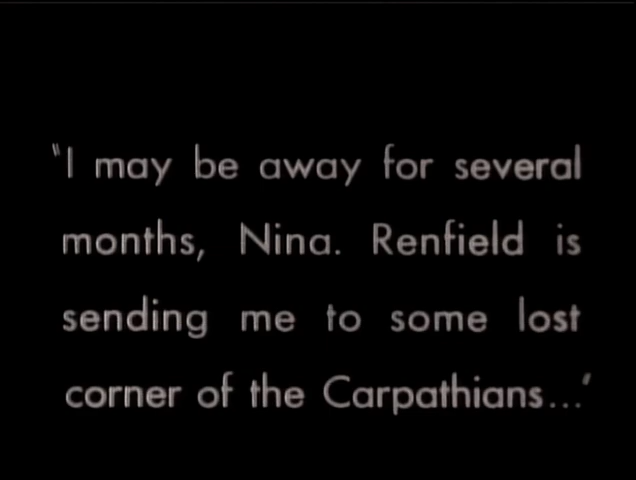 "I may be away for several
months, Nina. Renfield is
sending me to some lost
corner of the Carpathians...'